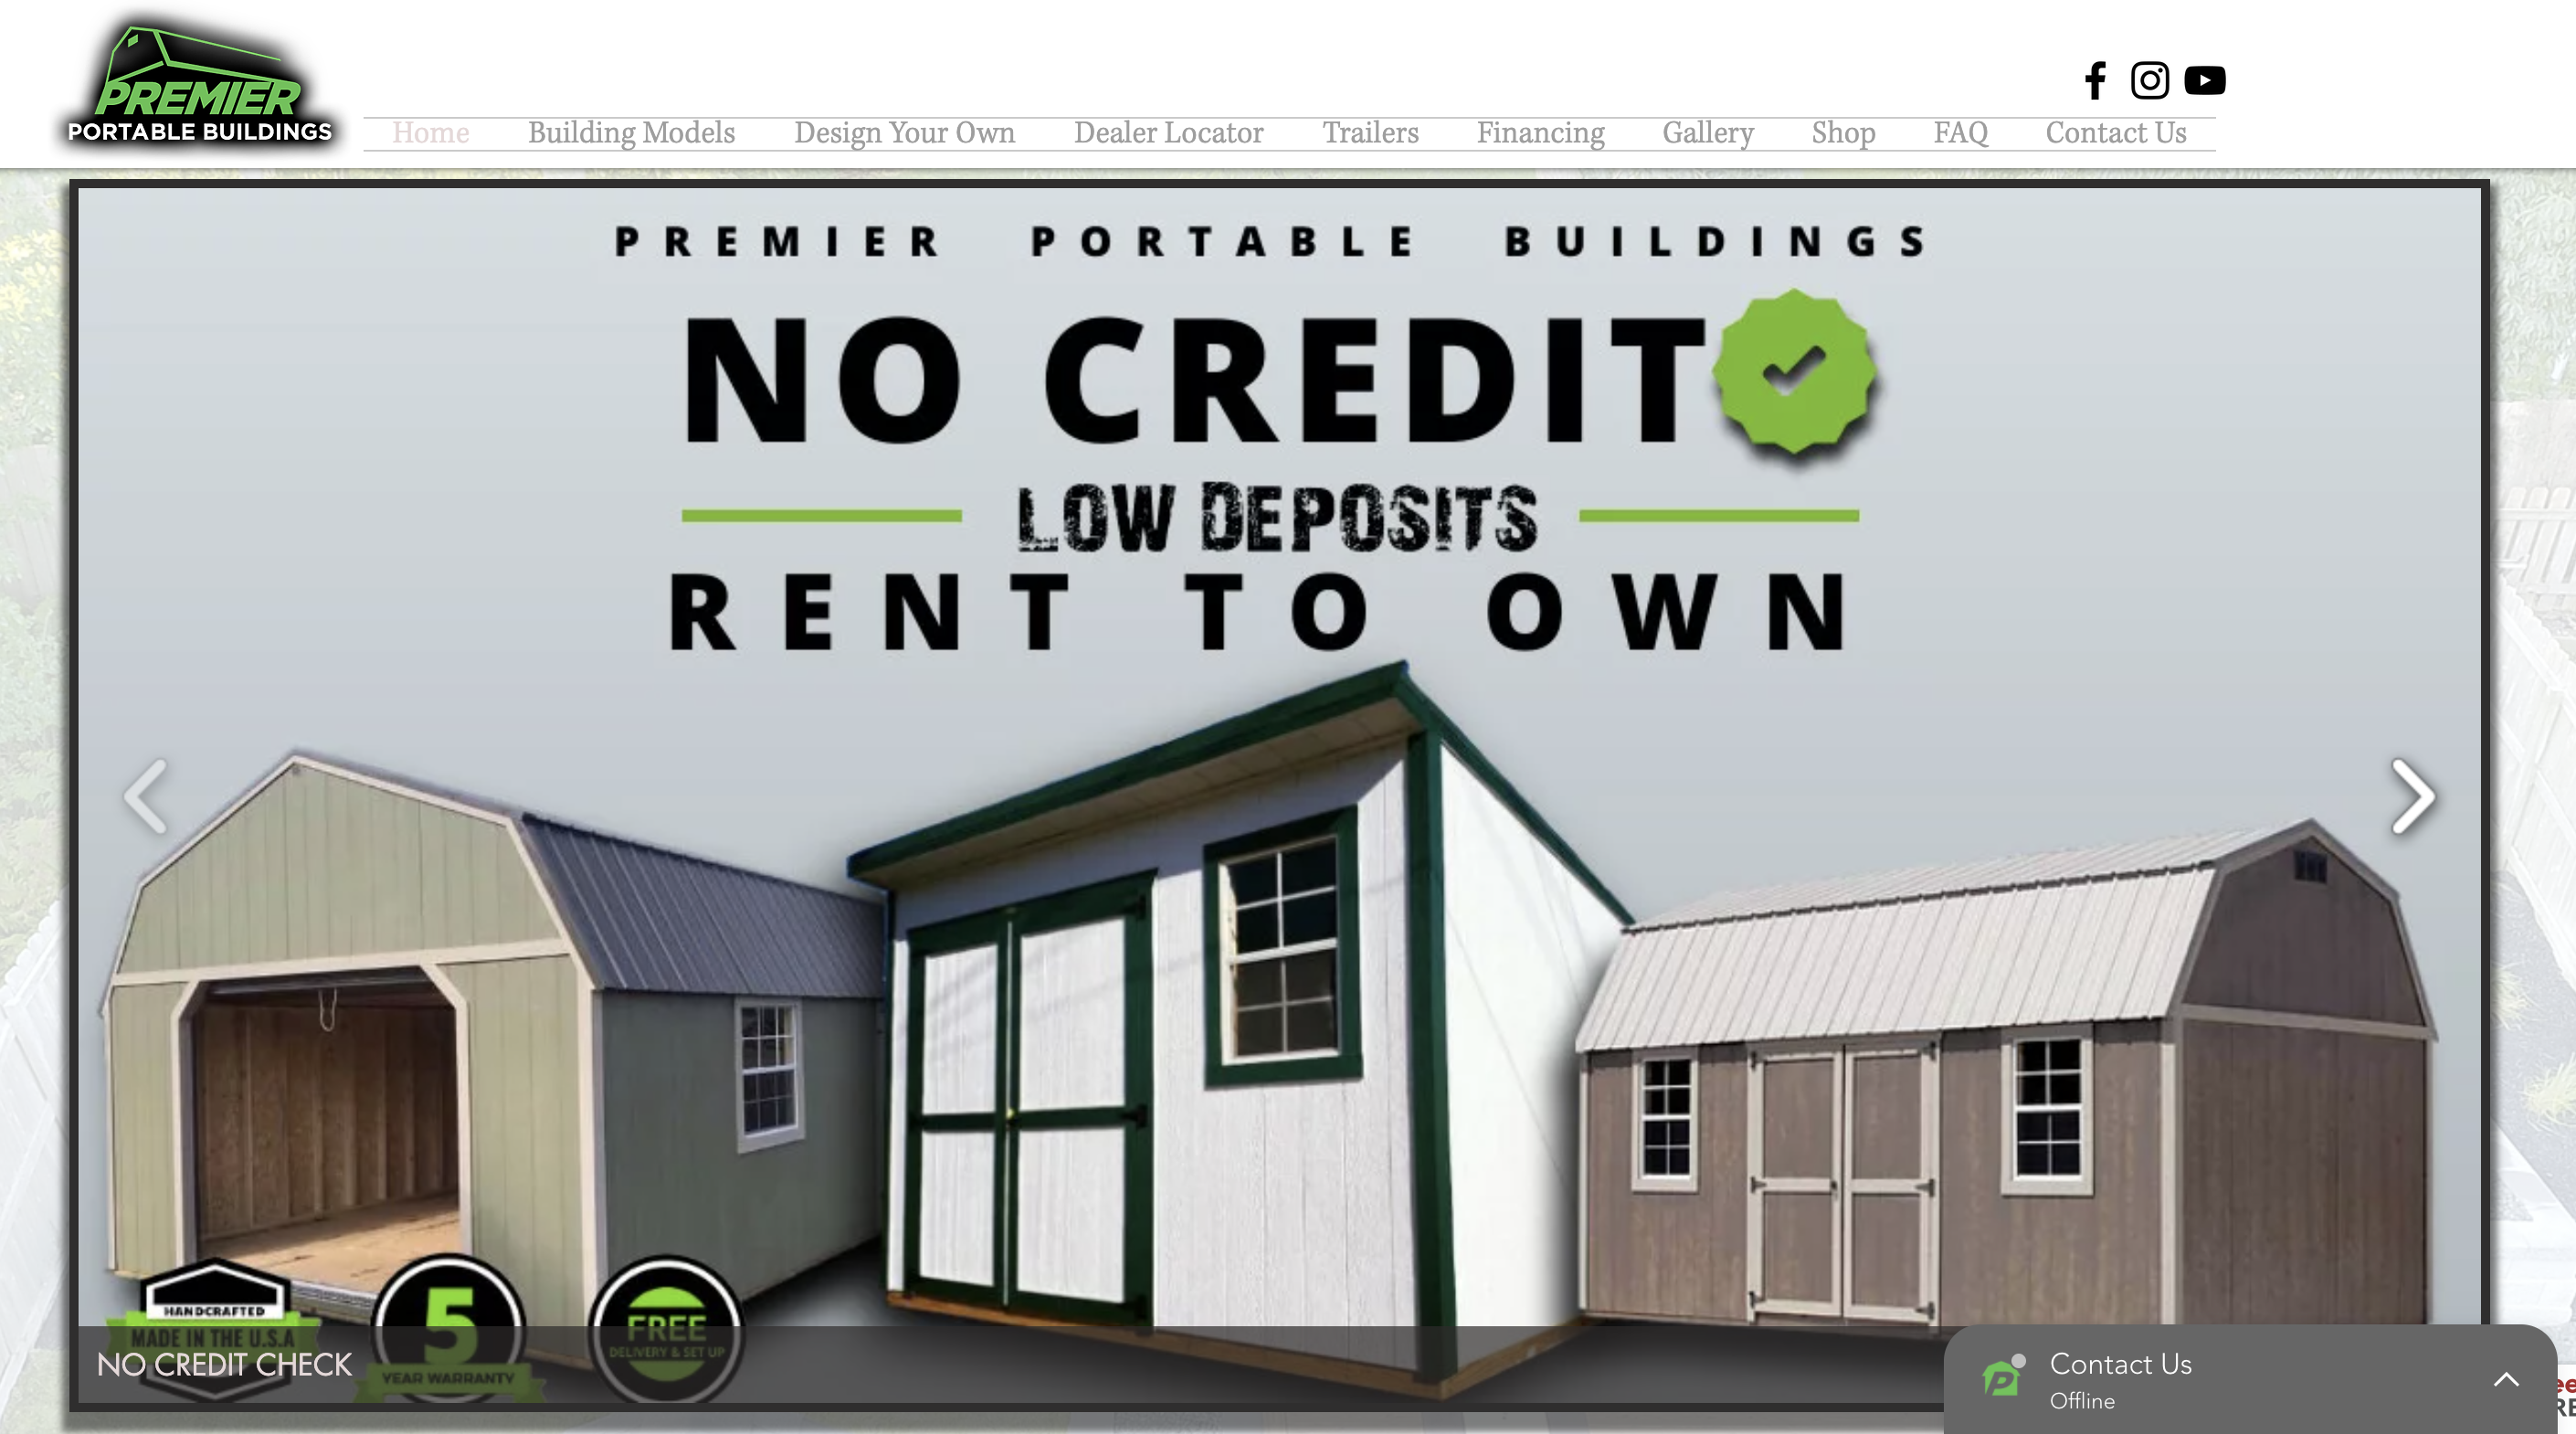 PREMIER
PORTABLE BUILDINGS
Home Building Models Design Your Own Dealer Locator Trailers Financing Gallery Shop FAQ Contact Us
PREMIER PORTABLE BUILDINGS
NO CREDIT
LOW DEPOSITS
RENT TO OWN
HANDCRAFTED
MADE IN THE U.S.A
5
YEAR WARRANTY
FREE
DELIVERY & SET UP
NO CREDIT CHECK
P
Contact Us
Offline